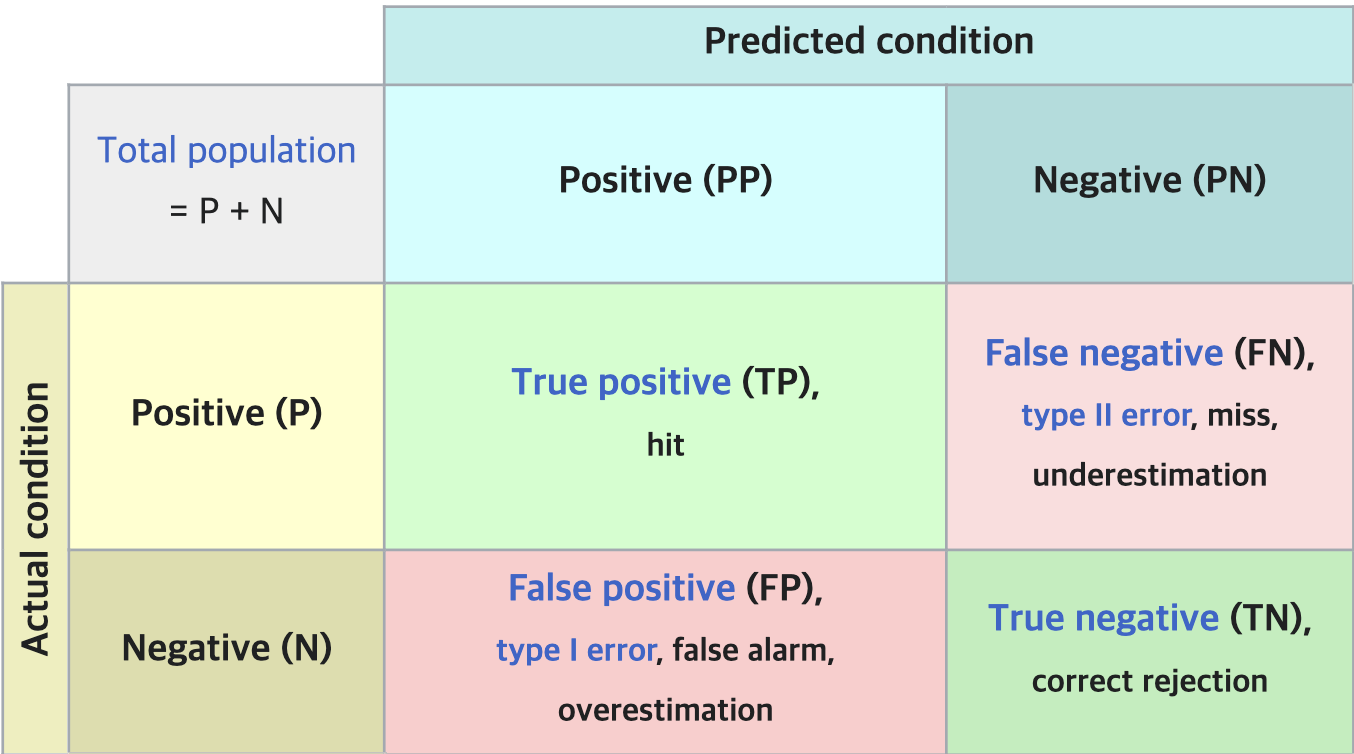 Predicted condition
Total population
= P + N
Positive (PP)
Negative (PN)
Actual condition
Positive (P)
True positive (TP),
hit
False negative (FN),
type II error, miss,
underestimation
Negative (N)
False positive (FP),
type I error, false alarm,
overestimation
True negative (TN),
correct rejection